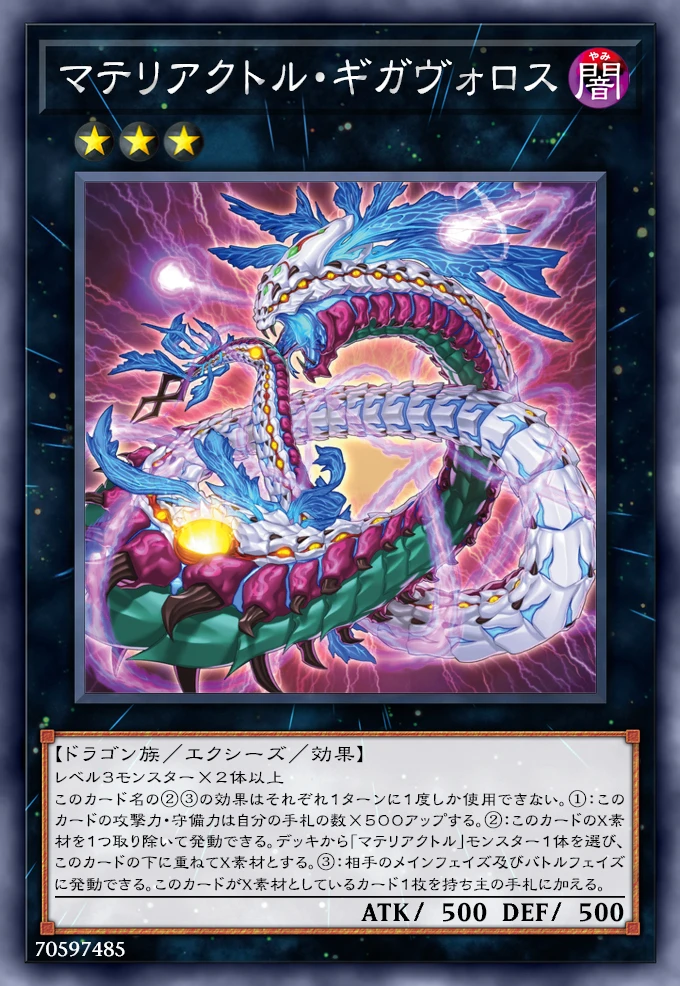 マテリアクトル・ギガヴォロス
やみ
闇
【ドラゴン族／エクシーズ／効果】
レベル３モンスター×２体以上
このカード名の②③の効果はそれぞれ１ターンに１度しか使用できない。①：この
カードの攻撃力・守備力は自分の手札の数×５００アップする。②：このカードのX素
材を１つ取り除いて発動できる。デッキから「マテリアクトル」モンスター１体を選び、
このカードの下に重ねてX素材とする。③：相手のメインフェイズ及びバトルフェイズ
に発動できる。このカードがX素材としているカード１枚を持ち主の手札に加える。
ATK/ 500 DEF/ 500
70597485